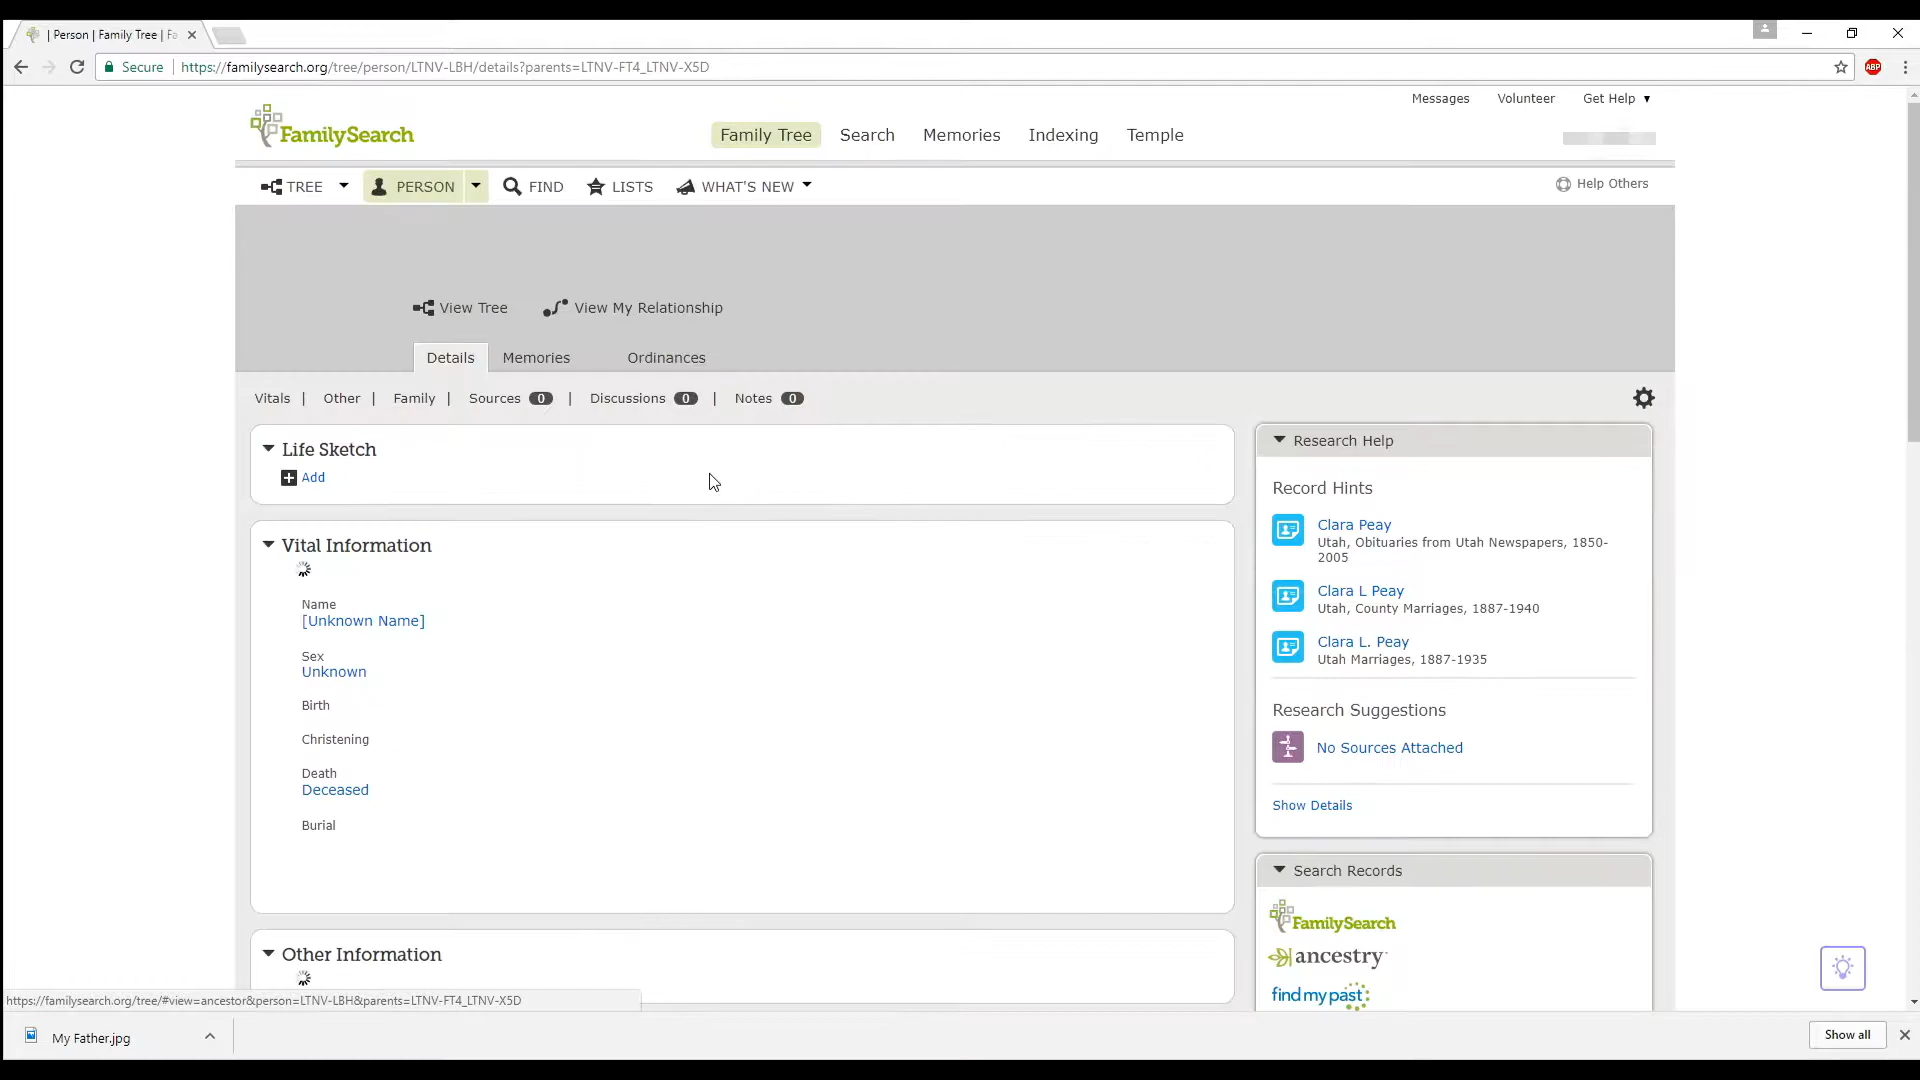 | Person | Family Tree | Fa
Secure https://familysearch.org/tree/person/LTNV-LBH/details?parents=LTNV-FT4_LTNV-X5D
ABP
Messages Volunteer Get Help
FamilySearch Family Tree Search Memories Indexing Temple
TREE PERSON FIND LISTS WHAT'S NEW Help Others
View Tree View My Relationship
Details Memories Ordinances
Vitals | Other | Family | Sources 0 | Discussions 0 | Notes 0
Life Sketch
Add
Vital Information
Name
[Unknown Name]
Sex
Unknown
Birth
Christening
Death
Deceased
Burial
Other Information
Research Help
Record Hints
Clara Peay
Utah, Obituaries from Utah Newspapers, 1850-
2005
Clara L Peay
Utah, County Marriages, 1887-1940
Clara L. Peay
Utah Marriages, 1887-1935
Research Suggestions
No Sources Attached
Show Details
Search Records
FamilySearch
ancestry
findmypast
https://familysearch.org/tree/#view=ancestor&person=LTNV-LBH&parents=LTNV-FT4_LTNV-X5D
My Father.jpg Show all